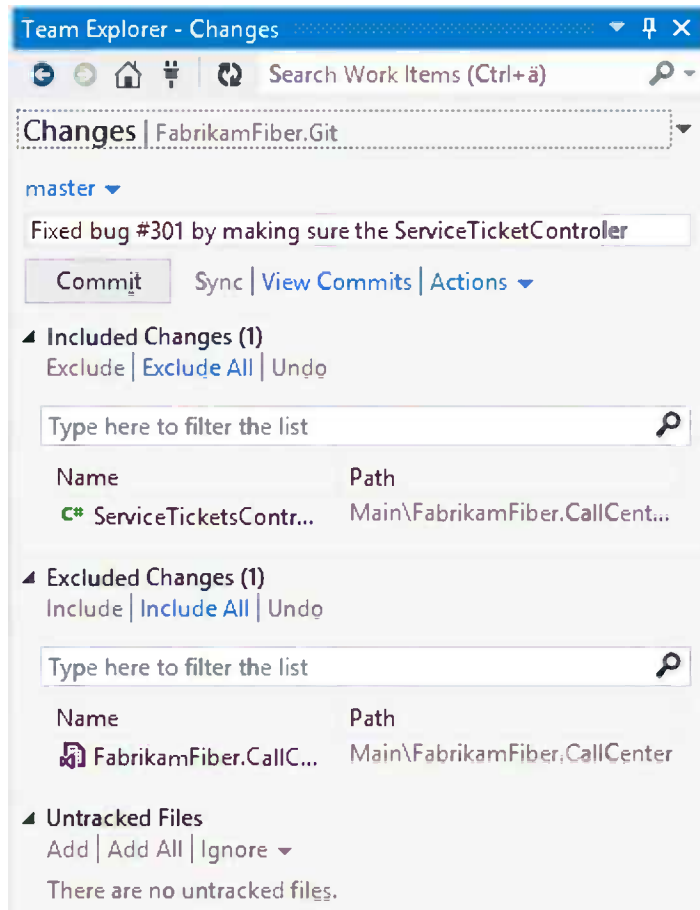 Team Explorer - Changes
Search Work Items (Ctrl+ä)
Changes | FabrikamFiber.Git
master
Fixed bug #301 by making sure the ServiceTicketControler
Commit Sync | View Commits | Actions
Included Changes (1)
Exclude | Exclude All | Undo
Type here to filter the list
Name Path
C# ServiceTicketsContr... Main\FabrikamFiber.CallCent...
Excluded Changes (1)
Include | Include All | Undo
Type here to filter the list
Name Path
FabrikamFiber.CallC... Main\FabrikamFiber.CallCenter
Untracked Files
Add | Add All | Ignore
There are no untracked files.